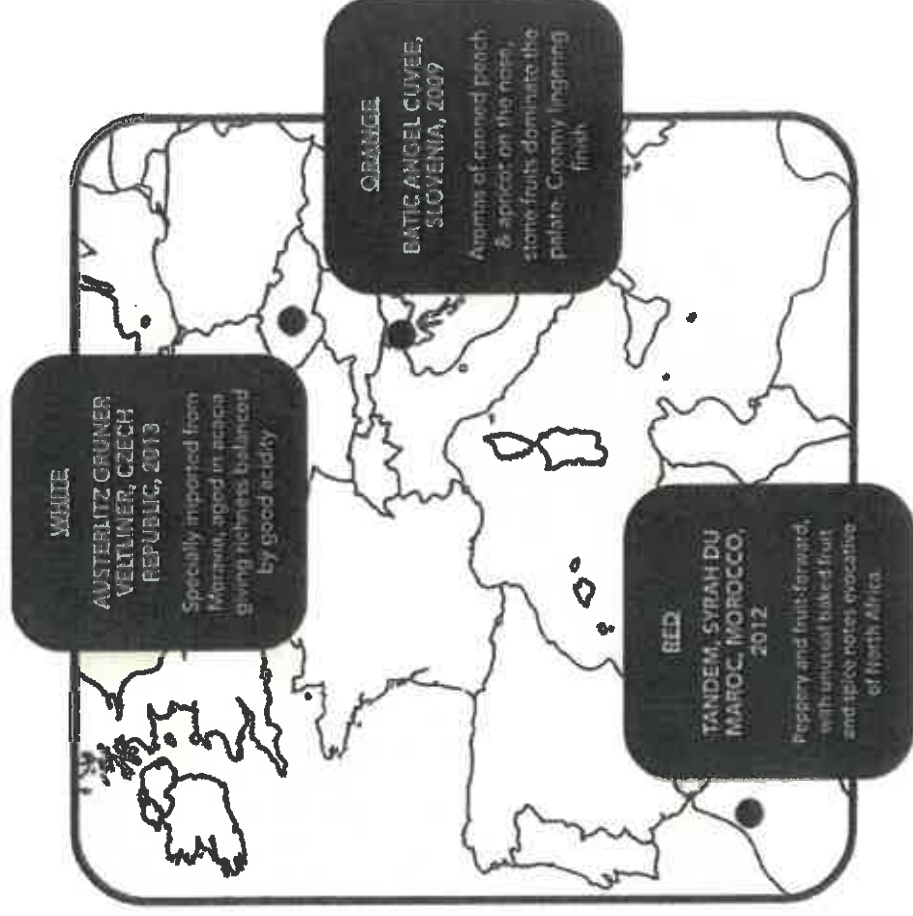 WHITE
AUSTERLITZ GRUNER
VELTLINER, CZECH
REPUBLIC, 2013
Specially imported from
Moravia, aged in acacia
giving richness balanced
by good acidity
ORANGE
BATIC ANGEL CUVEE,
SLOVENIA, 2009
Aromas of canned peach
& apricot on the nose,
stone fruits dominate the
palate. Creamy lingering
finish
RED
TANDEM, SYRAH DU
MAROC, MOROCCO,
2012
Peppery and fruit-forward,
with unusual baked fruit
and spice notes evocative
of North Africa.